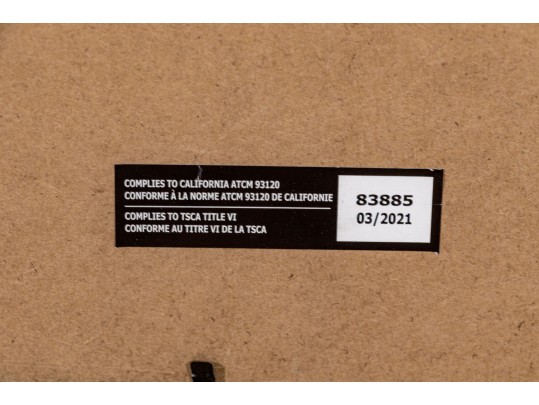 COMPLIES TO CALIFORNIA ATCM 93120
CONFORME À LA NORME ATCM 93120 DE CALIFORNIE
COMPLIES TO TSCA TITLE VI
CONFORME AU TITRE VI DE LA TSCA
83885
03/2021